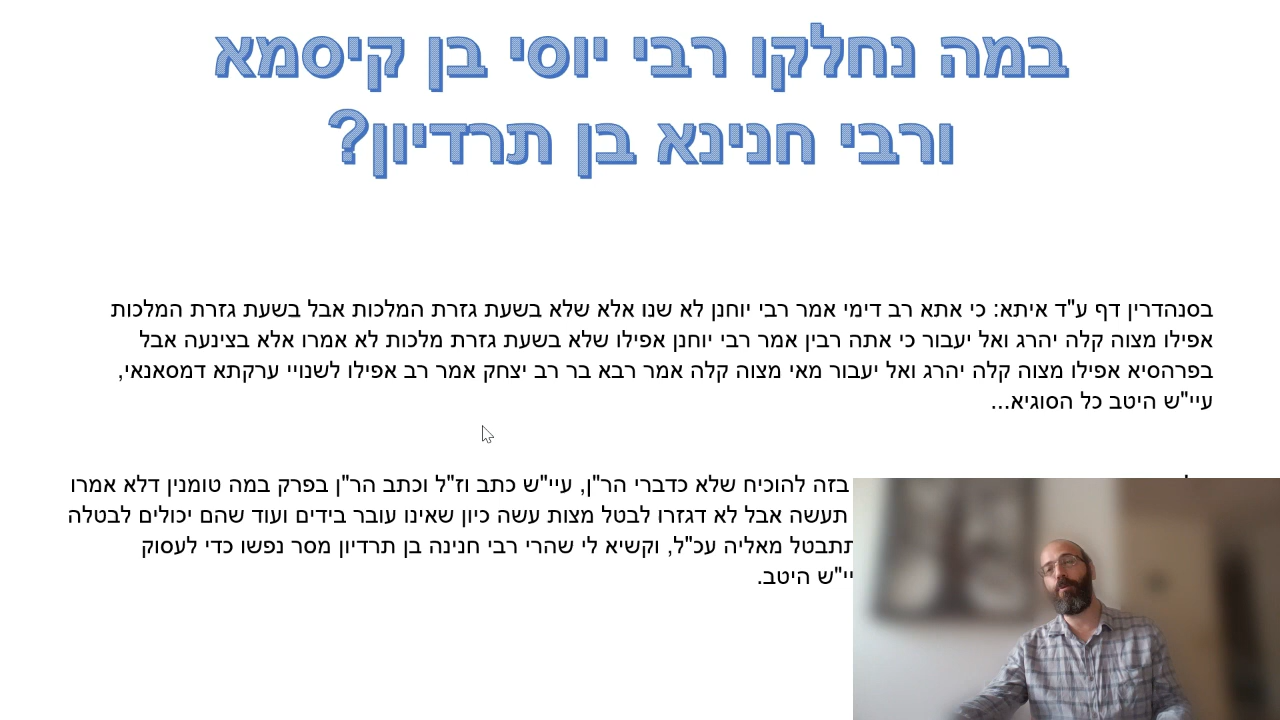 במה נחלקו רבי יוסי בן קיסמא
ורבי חנינא בן תרדיון?
בסנהדרין דף ע"ד איתא: כי אתא רב דימי אמר רבי יוחנן לא שנו אלא שלא בשעת גזרת המלכות אבל בשעת גזרת המלכות
אפילו מצוה קלה יהרג ואל יעבור כי אתה רבין אמר רבי יוחנן אפילו שלא בשעת גזרת מלכות לא אמרו אלא בצינעה אבל
בפרהסיא אפילו מצוה קלה יהרג ואל יעבור מאי מצוה קלה אמר רבא בר רב יצחק אמר רב אפילו לשנויי ערקתא דמסאנאי,
עיי"ש היטב כל הסוגיא...
בזה להוכיח שלא כדברי הר"ן, עיי"ש כתב וז"ל וכתב הר"ן בפרק במה טומנין דלא אמרו
תעשה אבל לא דגזרו לבטל מצות עשה כיון שאינו עובר בידים ועוד שהם יכולים לבטלה
תתבטל מאליה עכ"ל, וקשיא לי שהרי רבי חנינה בן תרדיון מסר נפשו כדי לעסוק
יי"ש היטב.